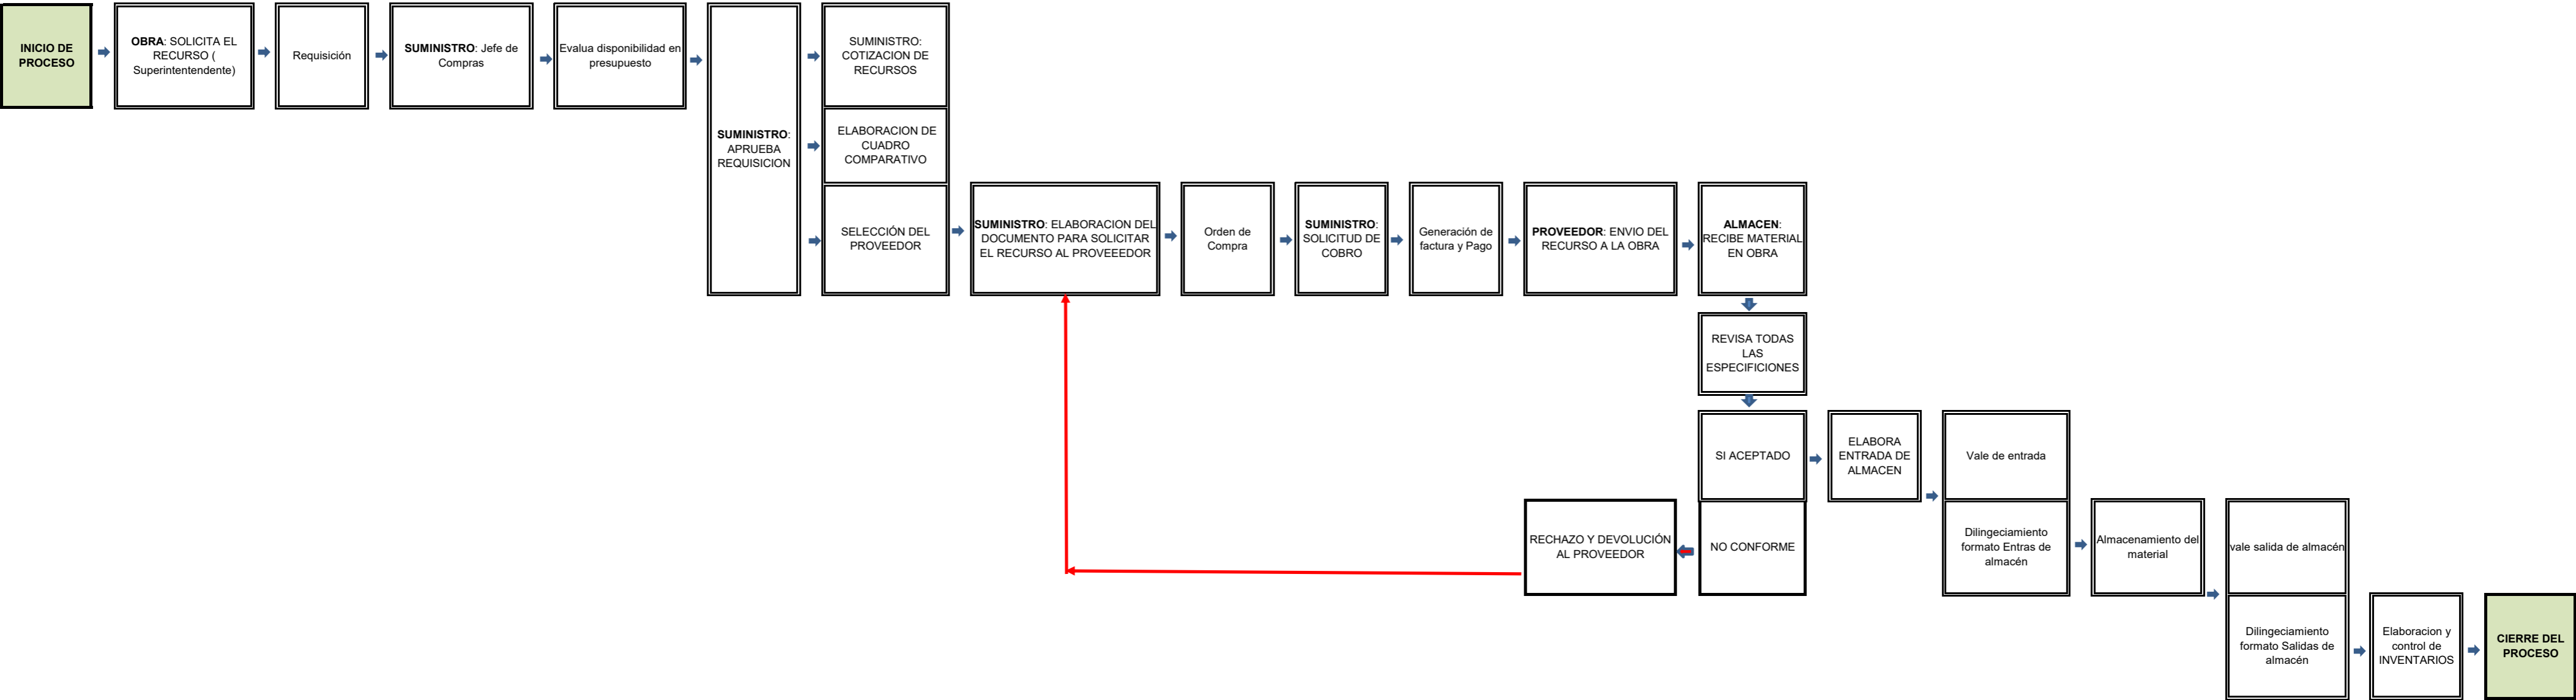 INICIO DE
PROCESO
OBRA: SOLICITA EL
RECURSO (
Superintentendente)
Requisición
SUMINISTRO: Jefe de
Compras
Evalua disponibilidad en
presupuesto
SUMINISTRO:
APRUEBA
REQUISICION
SUMINISTRO:
COTIZACION DE
RECURSOS
ELABORACION DE
CUADRO
COMPARATIVO
SELECCIÓN DEL
PROVEEDOR
SUMINISTRO: ELABORACION DEL
DOCUMENTO PARA SOLICITAR
EL RECURSO AL PROVEEEDOR
Orden de
Compra
SUMINISTRO:
SOLICITUD DE
COBRO
Generación de
factura y Pago
PROVEEDOR: ENVIO DEL
RECURSO A LA OBRA
ALMACEN:
RECIBE MATERIAL
EN OBRA
REVISA TODAS
LAS
ESPECIFICIONES
SI ACEPTADO
ELABORA
ENTRADA DE
ALMACEN
Vale de entrada
RECHAZO Y DEVOLUCIÓN
AL PROVEEDOR
NO CONFORME
Dilingeciamiento
formato Entras de
almacén
Almacenamiento del
material
vale salida de almacén
Dilingeciamiento
formato Salidas de
almacén
Elaboracion y
control de
INVENTARIOS
CIERRE DEL
PROCESO